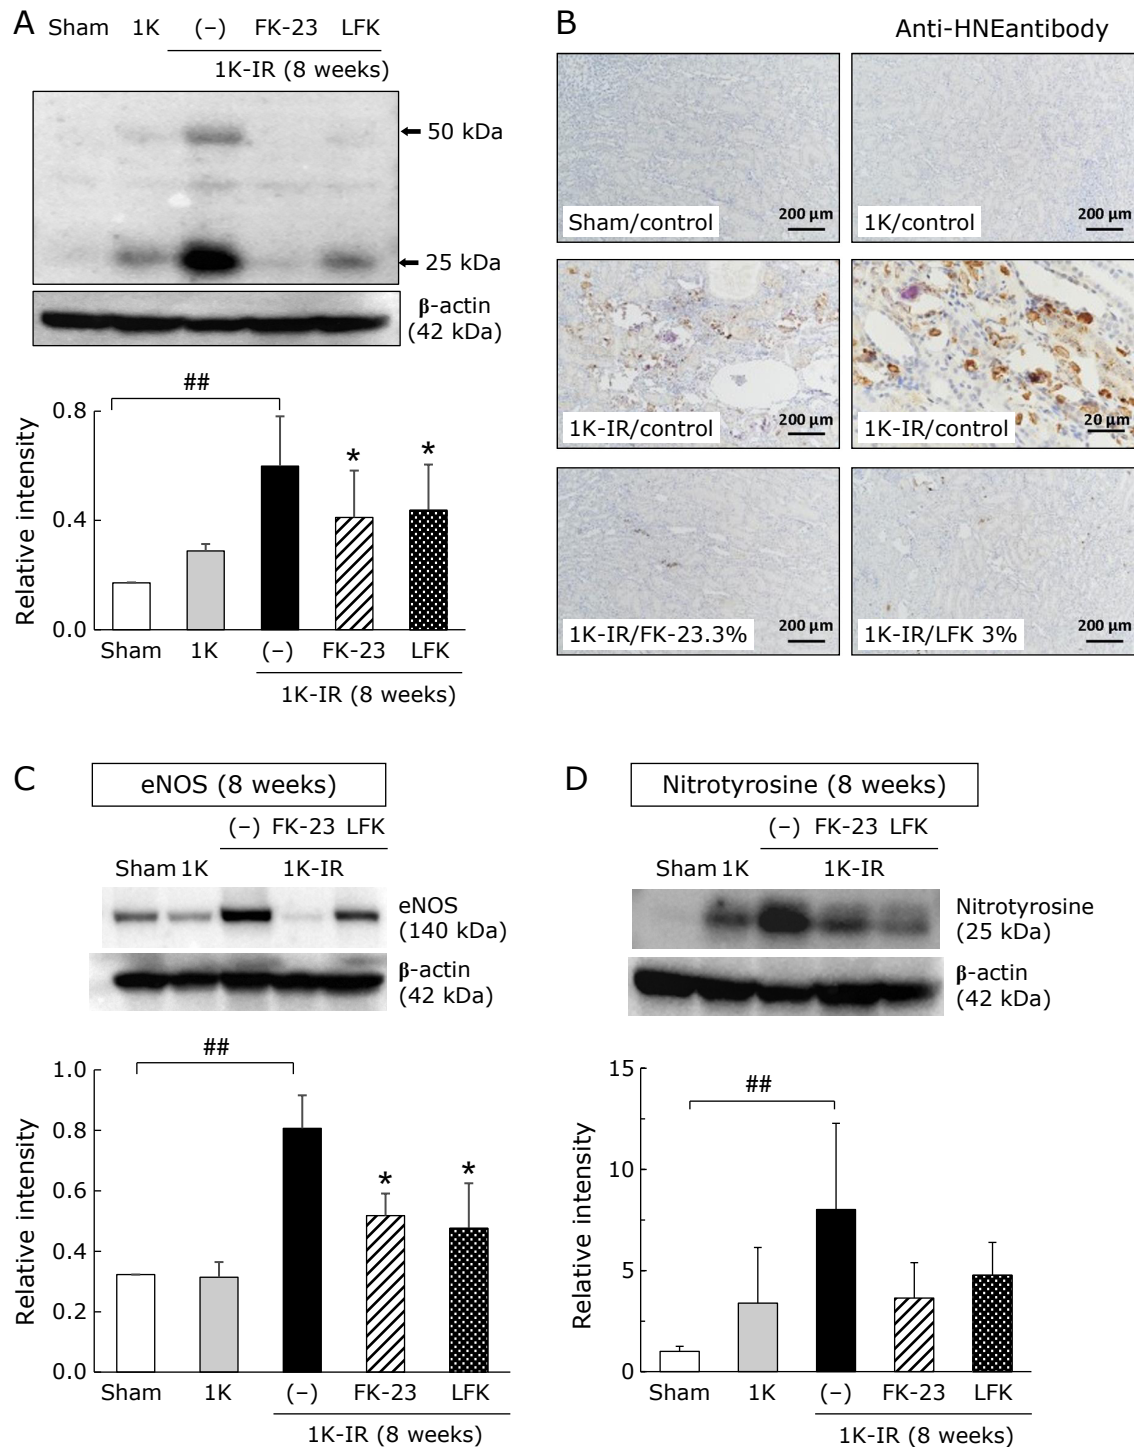 A
Sham 1K (–) FK-23 LFK
1K-IR (8 weeks)
50 kDa
25 kDa
β-actin
(42 kDa)
##
Relative intensity
0.8
0.4
0.0
* *
Sham 1K (–) FK-23 LFK
1K-IR (8 weeks)
B
Anti-HNEantibody
Sham/control 200 µm
1K/control 200 µm
1K-IR/control 200 µm
1K-IR/control 20 µm
1K-IR/FK-23.3% 200 µm
1K-IR/LFK 3% 200 µm
C
eNOS (8 weeks)
(–) FK-23 LFK
Sham 1K 1K-IR
eNOS
(140 kDa)
β-actin
(42 kDa)
##
Relative intensity
1.0
0.8
0.6
0.4
0.2
0.0
* *
Sham 1K (–) FK-23 LFK
1K-IR (8 weeks)
D
Nitrotyrosine (8 weeks)
(–) FK-23 LFK
Sham 1K 1K-IR
Nitrotyrosine
(25 kDa)
β-actin
(42 kDa)
##
Relative intensity
15
10
5
0
Sham 1K (–) FK-23 LFK
1K-IR (8 weeks)